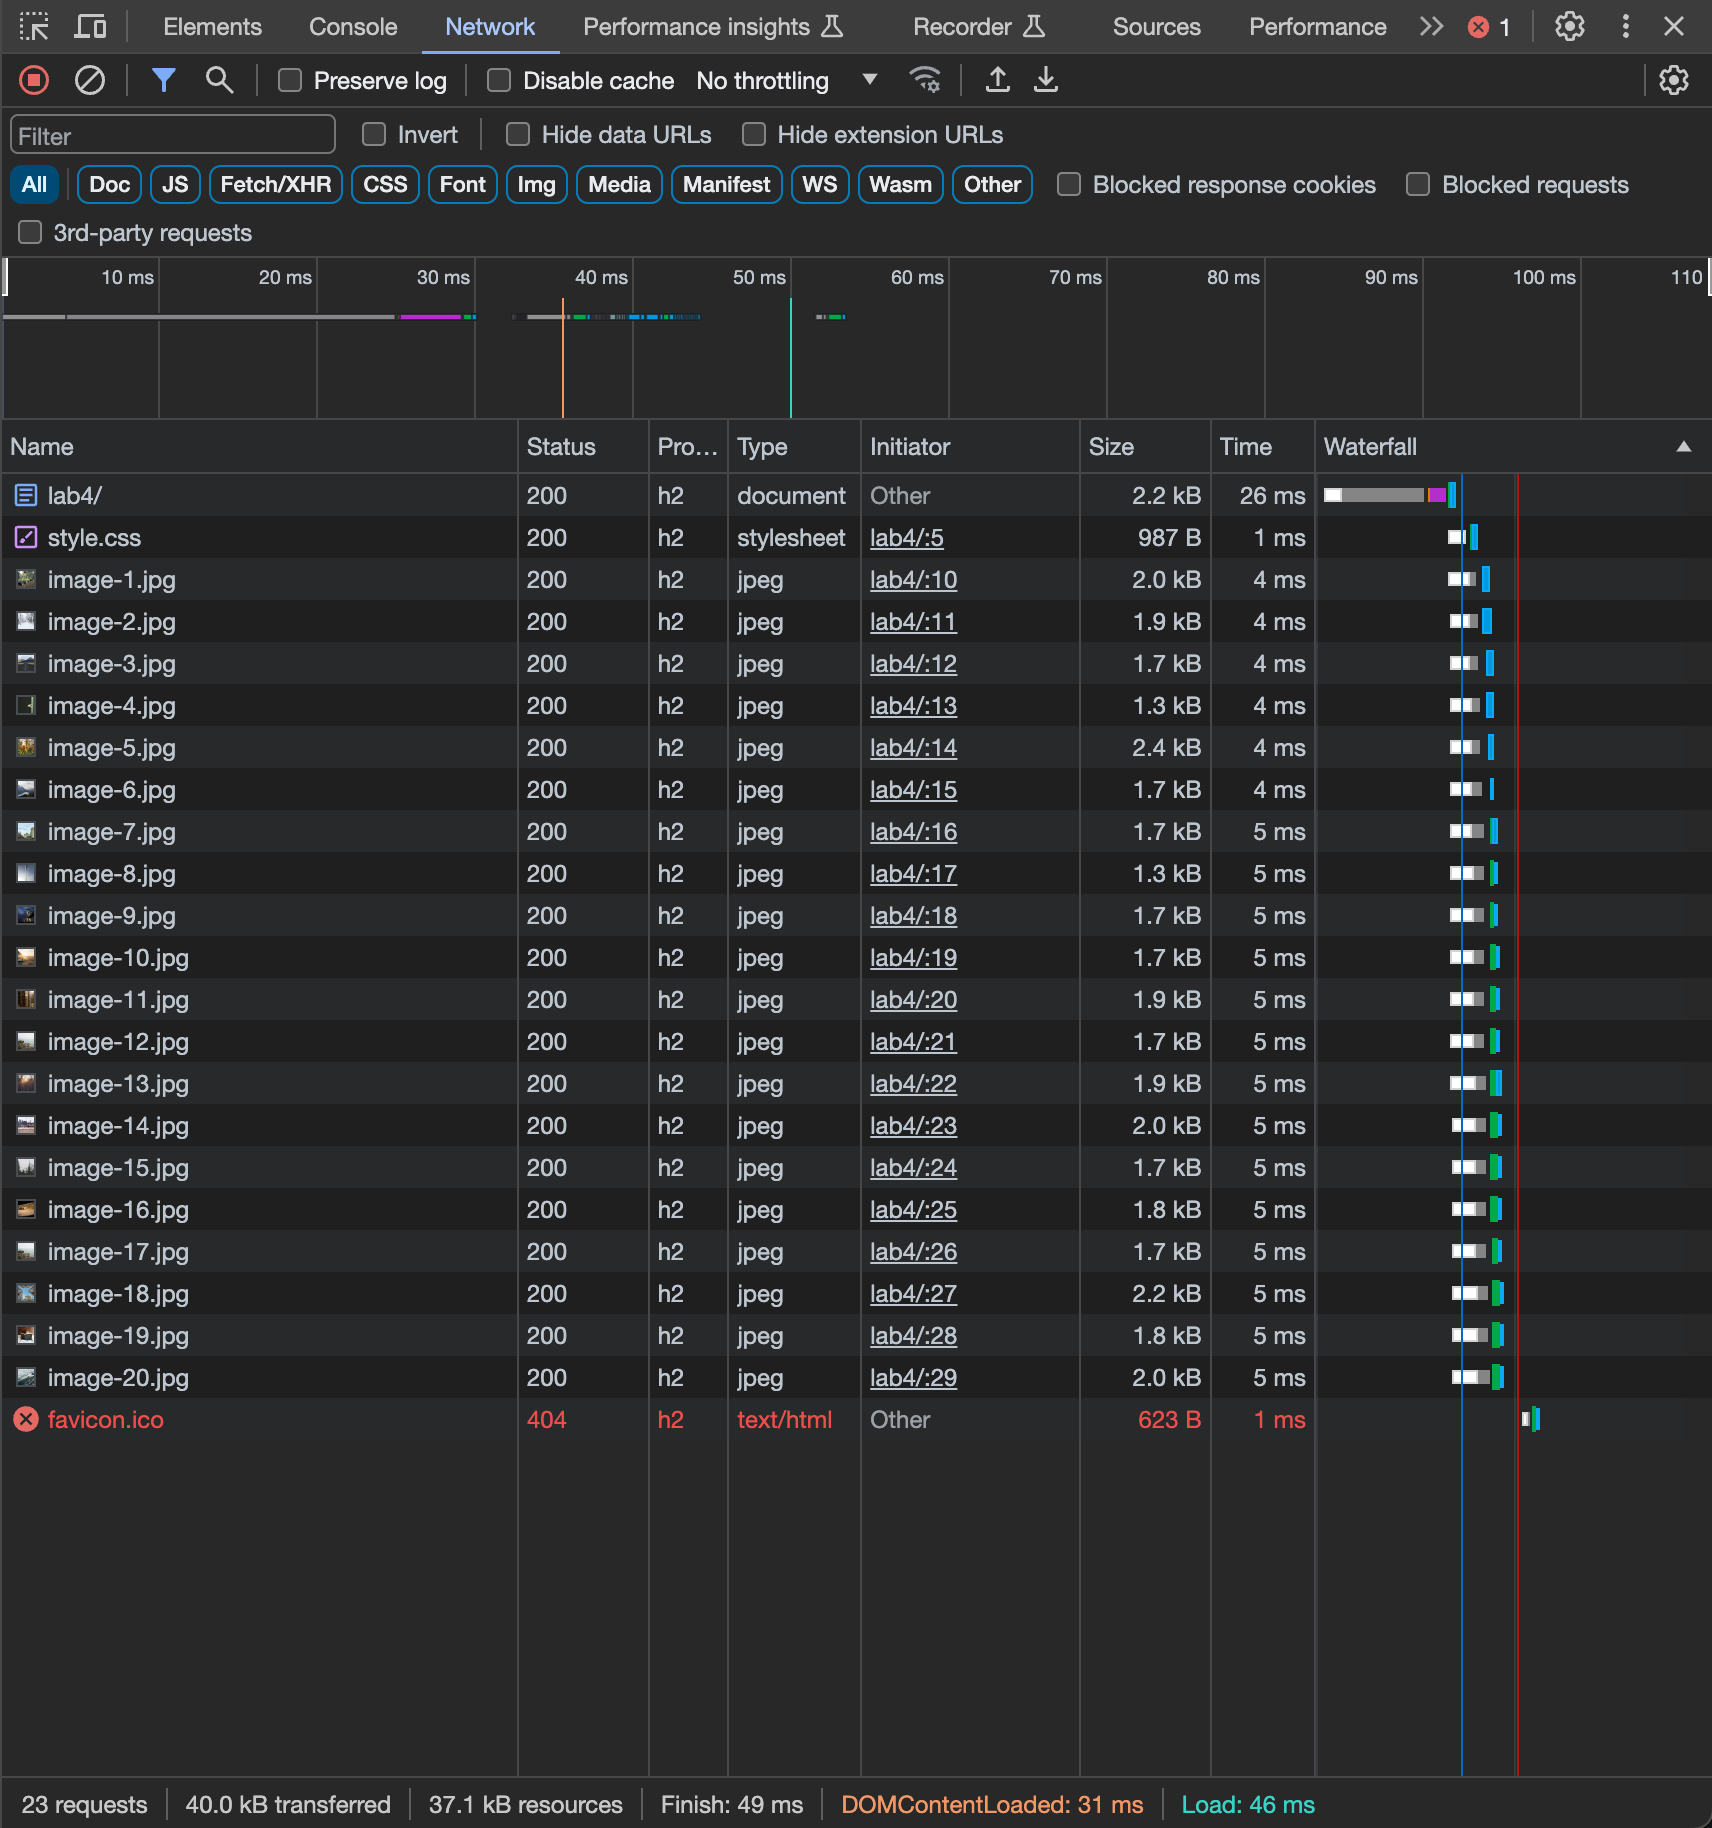 Elements Console Network Performance insights Recorder Sources Performance 1
Preserve log Disable cache No throttling
Filter Invert Hide data URLs Hide extension URLs
All Doc JS Fetch/XHR CSS Font Img Media Manifest WS Wasm Other Blocked response cookies Blocked requests
3rd-party requests
10 ms 20 ms 30 ms 40 ms 50 ms 60 ms 70 ms 80 ms 90 ms 100 ms 110
Name Status Pro... Type Initiator Size Time Waterfall
lab4/ 200 h2 document Other 2.2 kB 26 ms
style.css 200 h2 stylesheet lab4/:5 987 B 1 ms
image-1.jpg 200 h2 jpeg lab4/:10 2.0 kB 4 ms
image-2.jpg 200 h2 jpeg lab4/:11 1.9 kB 4 ms
image-3.jpg 200 h2 jpeg lab4/:12 1.7 kB 4 ms
image-4.jpg 200 h2 jpeg lab4/:13 1.3 kB 4 ms
image-5.jpg 200 h2 jpeg lab4/:14 2.4 kB 4 ms
image-6.jpg 200 h2 jpeg lab4/:15 1.7 kB 4 ms
image-7.jpg 200 h2 jpeg lab4/:16 1.7 kB 5 ms
image-8.jpg 200 h2 jpeg lab4/:17 1.3 kB 5 ms
image-9.jpg 200 h2 jpeg lab4/:18 1.7 kB 5 ms
image-10.jpg 200 h2 jpeg lab4/:19 1.7 kB 5 ms
image-11.jpg 200 h2 jpeg lab4/:20 1.9 kB 5 ms
image-12.jpg 200 h2 jpeg lab4/:21 1.7 kB 5 ms
image-13.jpg 200 h2 jpeg lab4/:22 1.9 kB 5 ms
image-14.jpg 200 h2 jpeg lab4/:23 2.0 kB 5 ms
image-15.jpg 200 h2 jpeg lab4/:24 1.7 kB 5 ms
image-16.jpg 200 h2 jpeg lab4/:25 1.8 kB 5 ms
image-17.jpg 200 h2 jpeg lab4/:26 1.7 kB 5 ms
image-18.jpg 200 h2 jpeg lab4/:27 2.2 kB 5 ms
image-19.jpg 200 h2 jpeg lab4/:28 1.8 kB 5 ms
image-20.jpg 200 h2 jpeg lab4/:29 2.0 kB 5 ms
favicon.ico 404 h2 text/html Other 623 B 1 ms
23 requests 40.0 kB transferred 37.1 kB resources Finish: 49 ms DOMContentLoaded: 31 ms Load: 46 ms